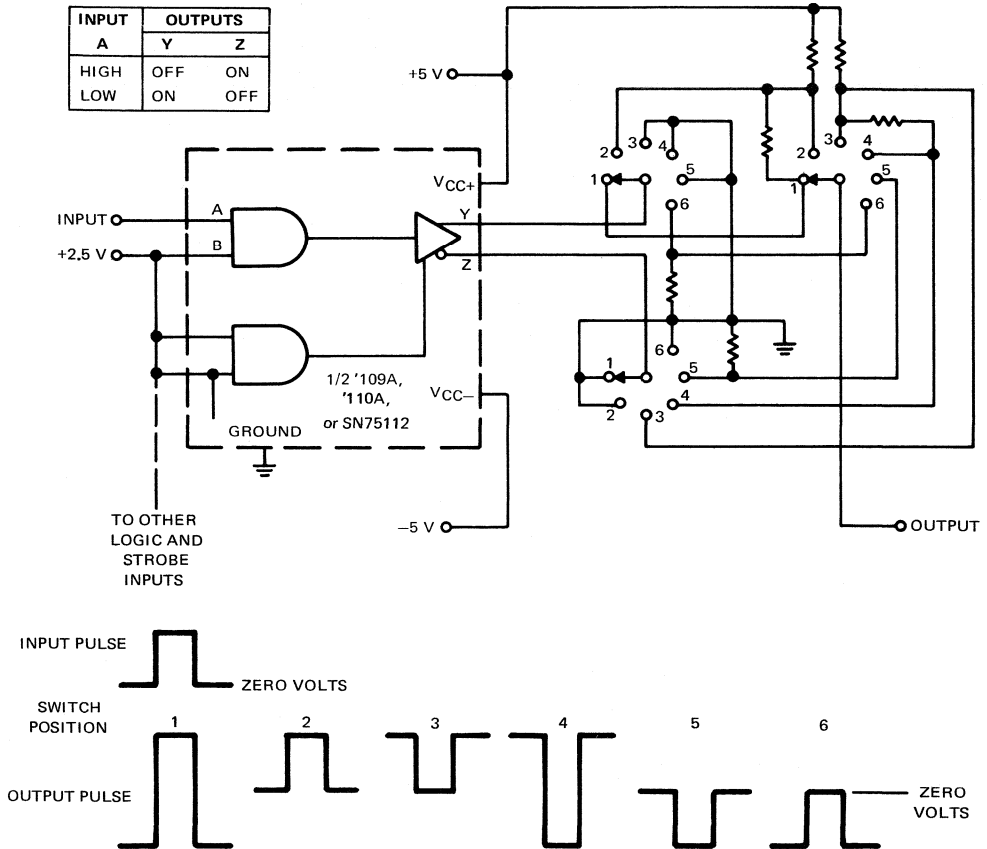 INPUT OUTPUTS
A Y Z
HIGH OFF ON
LOW ON OFF
+5 V
2 3 4 5 6 1
2 3 4 5 6 1
VCC+
INPUT
A
Y
+2.5 V
B
Z
6
1 5
1/2 '109A,
'110A,
or SN75112
VCC−
4
2 3
GROUND
−5 V
OUTPUT
TO OTHER
LOGIC AND
STROBE
INPUTS
INPUT PULSE
ZERO VOLTS
SWITCH
POSITION
1 2 3 4 5 6
OUTPUT PULSE
ZERO
VOLTS